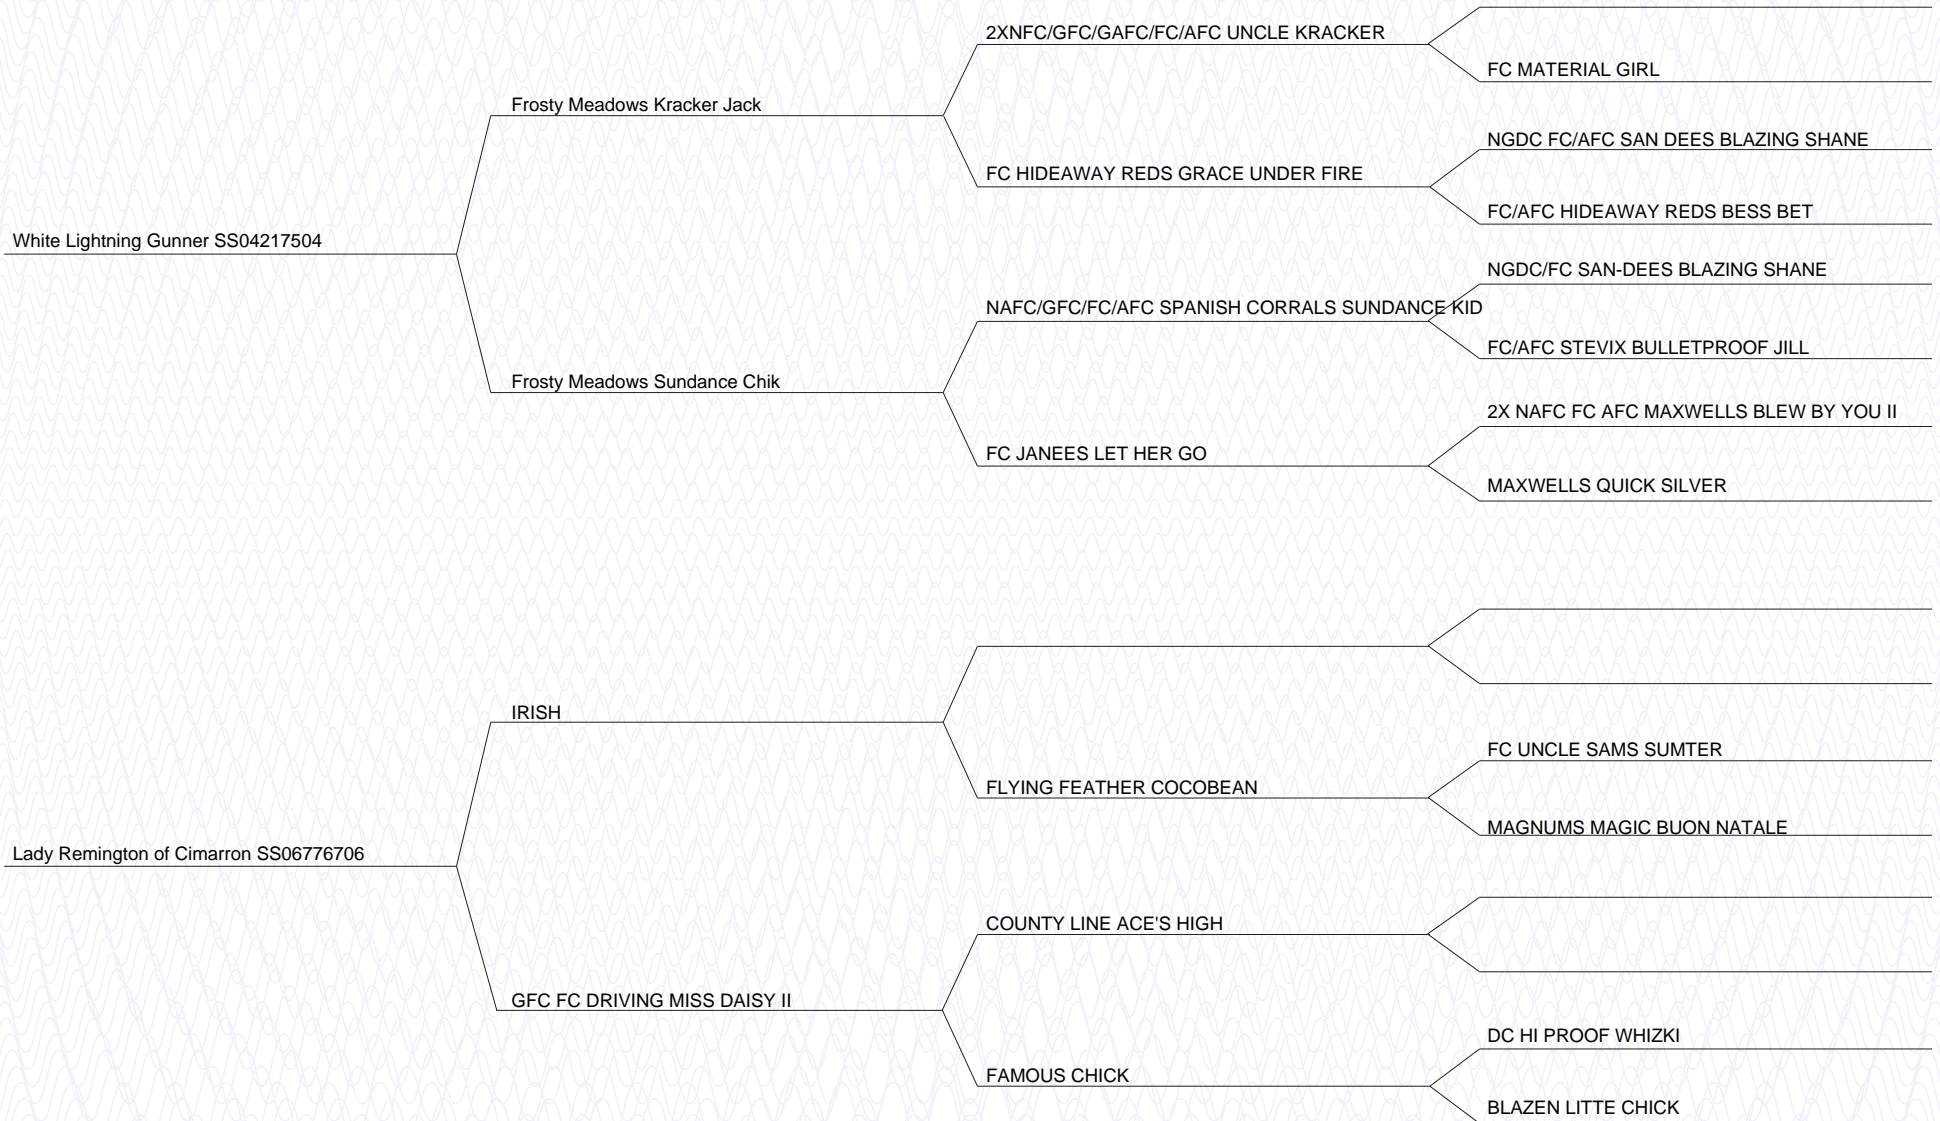 2XNFC/GFC/GAFC/FC/AFC UNCLE KRACKER
FC MATERIAL GIRL
Frosty Meadows Kracker Jack
NGDC FC/AFC SAN DEES BLAZING SHANE
FC HIDEAWAY REDS GRACE UNDER FIRE
FC/AFC HIDEAWAY REDS BESS BET
White Lightning Gunner SS04217504
NGDC/FC SAN-DEES BLAZING SHANE
NAFC/GFC/FC/AFC SPANISH CORRALS SUNDANCE KID
FC/AFC STEVIX BULLETPROOF JILL
Frosty Meadows Sundance Chik
2X NAFC FC AFC MAXWELLS BLEW BY YOU II
FC JANEES LET HER GO
MAXWELLS QUICK SILVER
IRISH
FC UNCLE SAMS SUMTER
FLYING FEATHER COCOBEAN
MAGNUMS MAGIC BUON NATALE
Lady Remington of Cimarron SS06776706
COUNTY LINE ACE'S HIGH
GFC FC DRIVING MISS DAISY II
DC HI PROOF WHIZKI
FAMOUS CHICK
BLAZEN LITTE CHICK